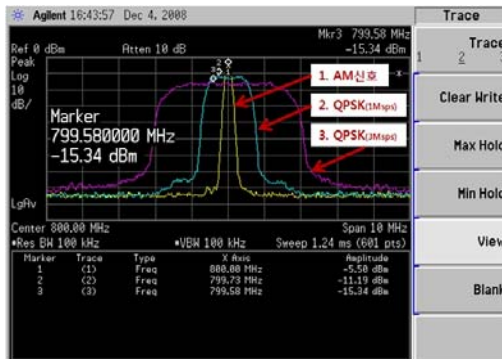 Agilent 16:43:57 Dec 4, 2008
Trace
Mkr3 799.58 MHz
Ref 0 dBm Atten 10 dB -15.34 dBm
Peak
Log
10
dB/
Marker
799.580000 MHz
-15.34 dBm
LgAv
1. AM신호
2. QPSK(1Msps)
3. QPSK(3Msps)
Center 800.00 MHz Span 10 MHz
•Res BW 100 kHz •VBW 100 kHz Sweep 1.24 ms (601 pts)
Marker Trace Type X Axis Amplitude
1 (1) Freq 800.00 MHz -5.50 dBm
2 (2) Freq 799.73 MHz -11.19 dBm
3 (3) Freq 799.58 MHz -15.34 dBm
Trace
1 2 3
Clear Write
Max Hold
Min Hold
View
Blank